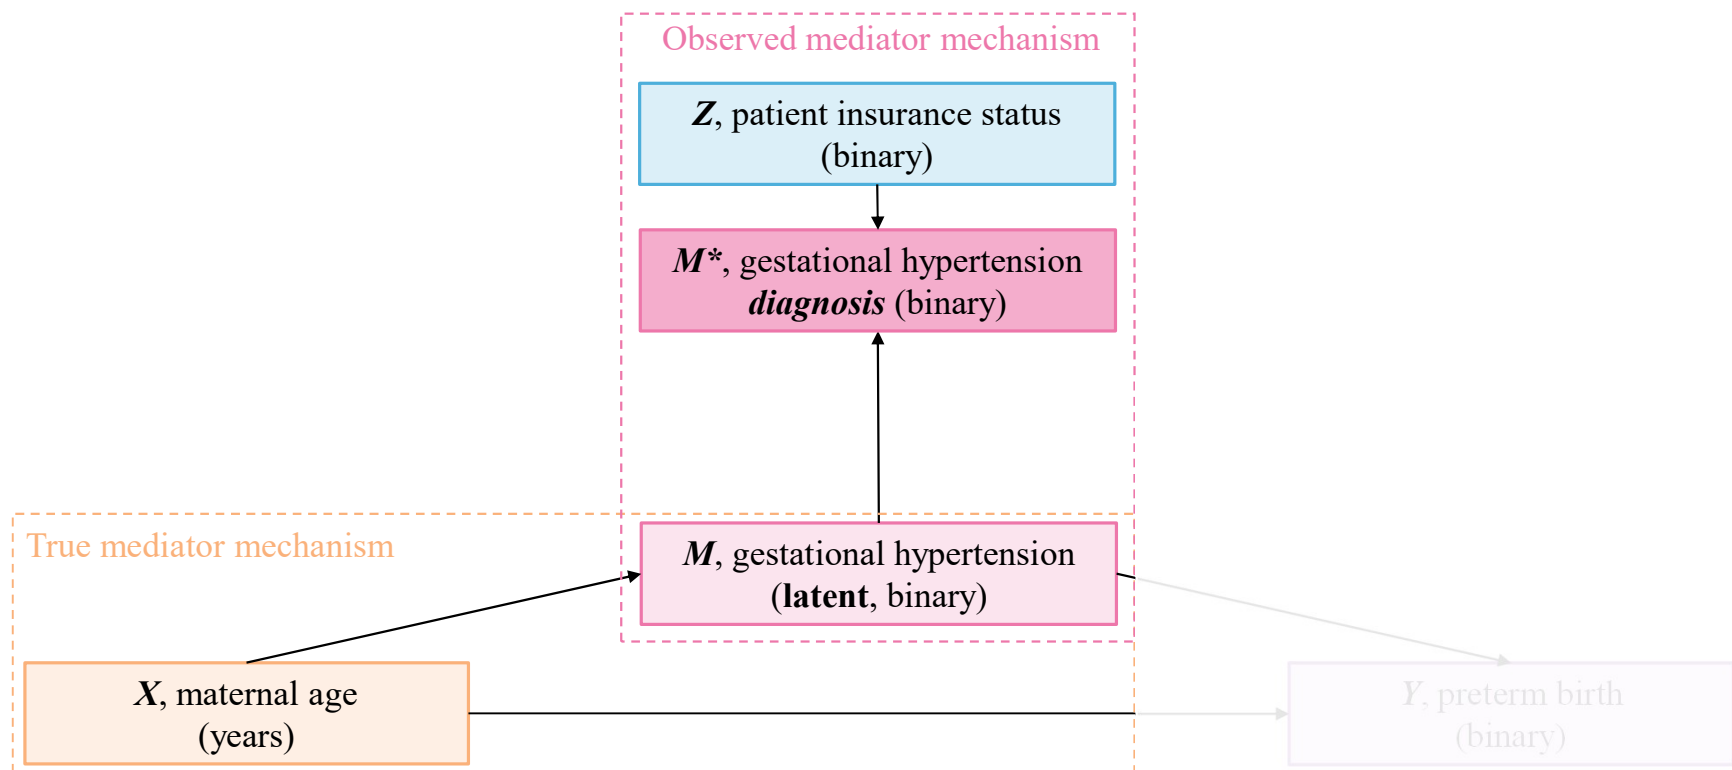 Observed mediator mechanism
Z, patient insurance status
(binary)
M*, gestational hypertension
diagnosis (binary)
True mediator mechanism
M, gestational hypertension
(latent, binary)
X, maternal age
(years)
Y, preterm birth
(binary)